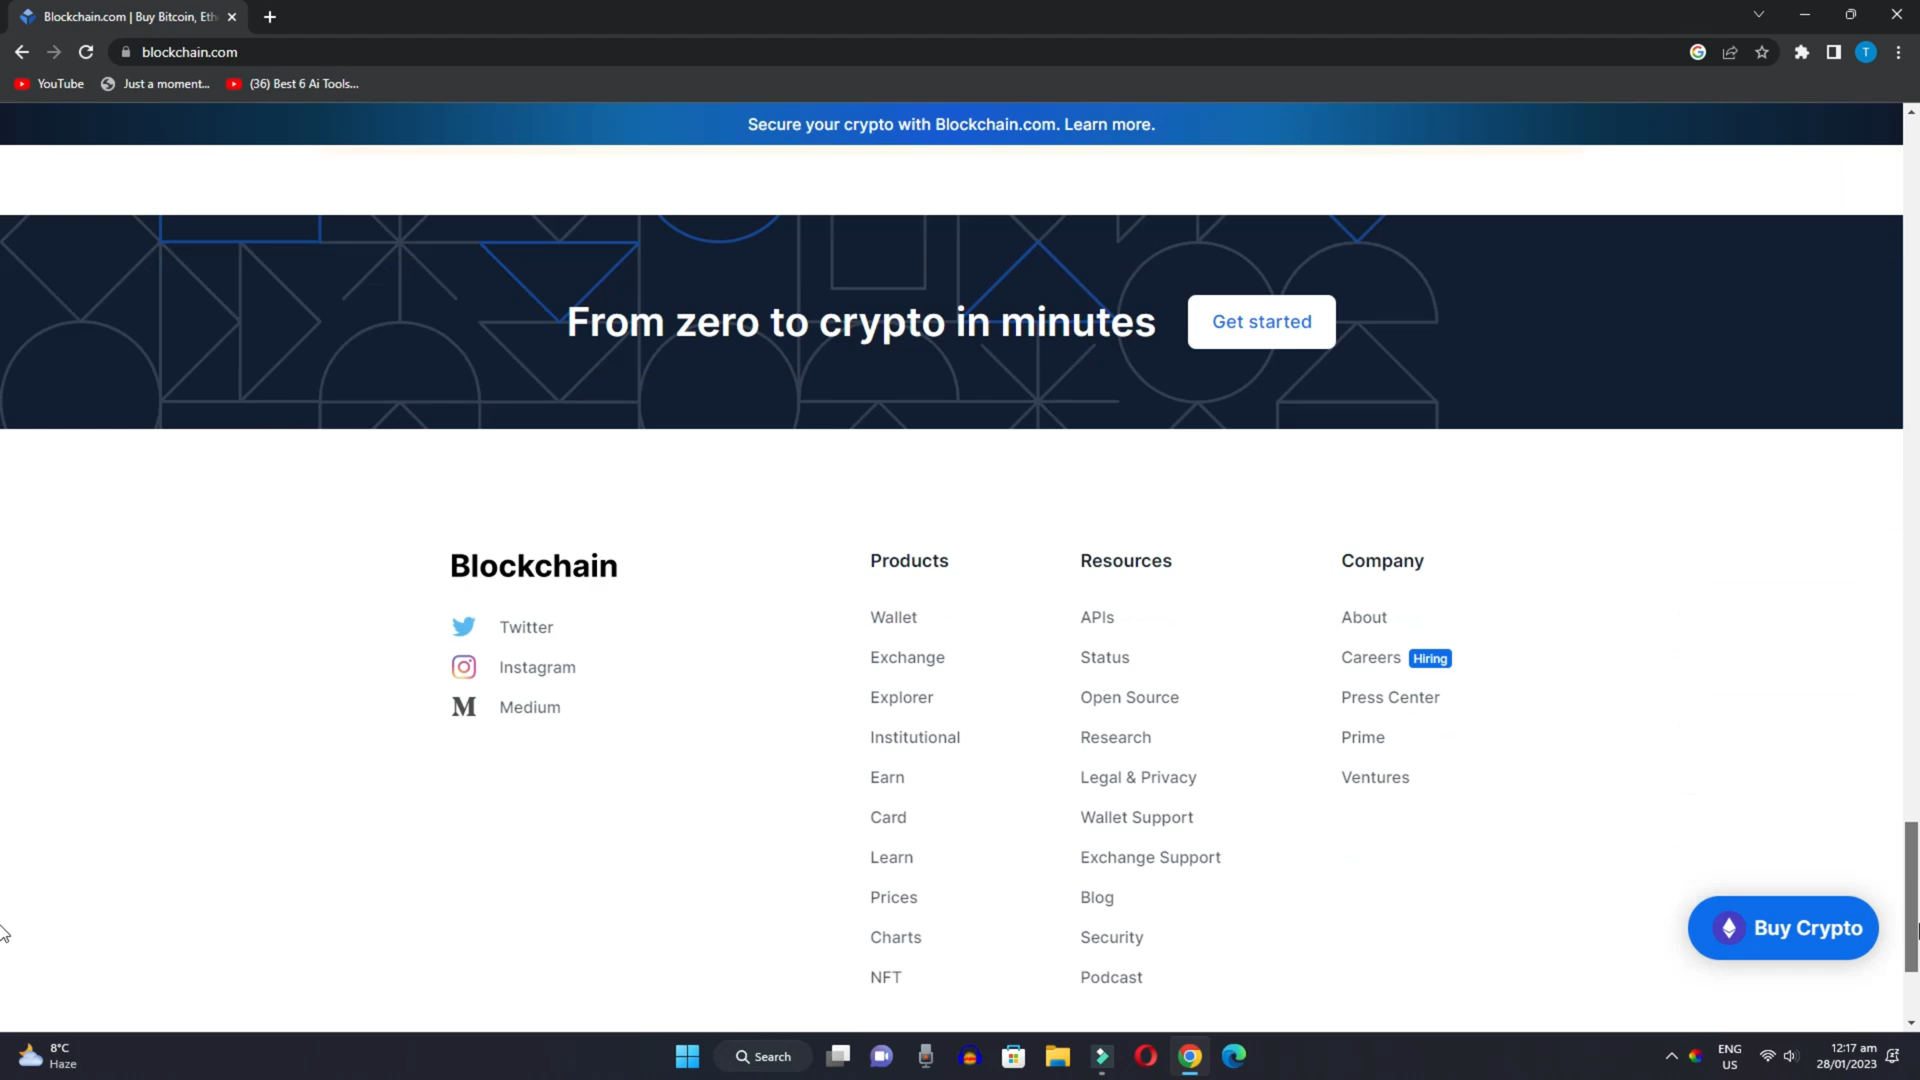 Blockchain.com | Buy Bitcoin, Eth
blockchain.com
T
YouTube
Just a moment...
(36) Best 6 Ai Tools...
Secure your crypto with Blockchain.com. Learn more.
From zero to crypto in minutes
Get started
Blockchain
Twitter
Instagram
M
Medium
Products
Wallet
Exchange
Explorer
Institutional
Earn
Card
Learn
Prices
Charts
NFT
Resources
APIs
Status
Open Source
Research
Legal & Privacy
Wallet Support
Exchange Support
Blog
Security
Podcast
Company
About
Careers Hiring
Press Center
Prime
Ventures
Buy Crypto
8°C
Haze
Search
ENG
US
12:17 am
28/01/2023